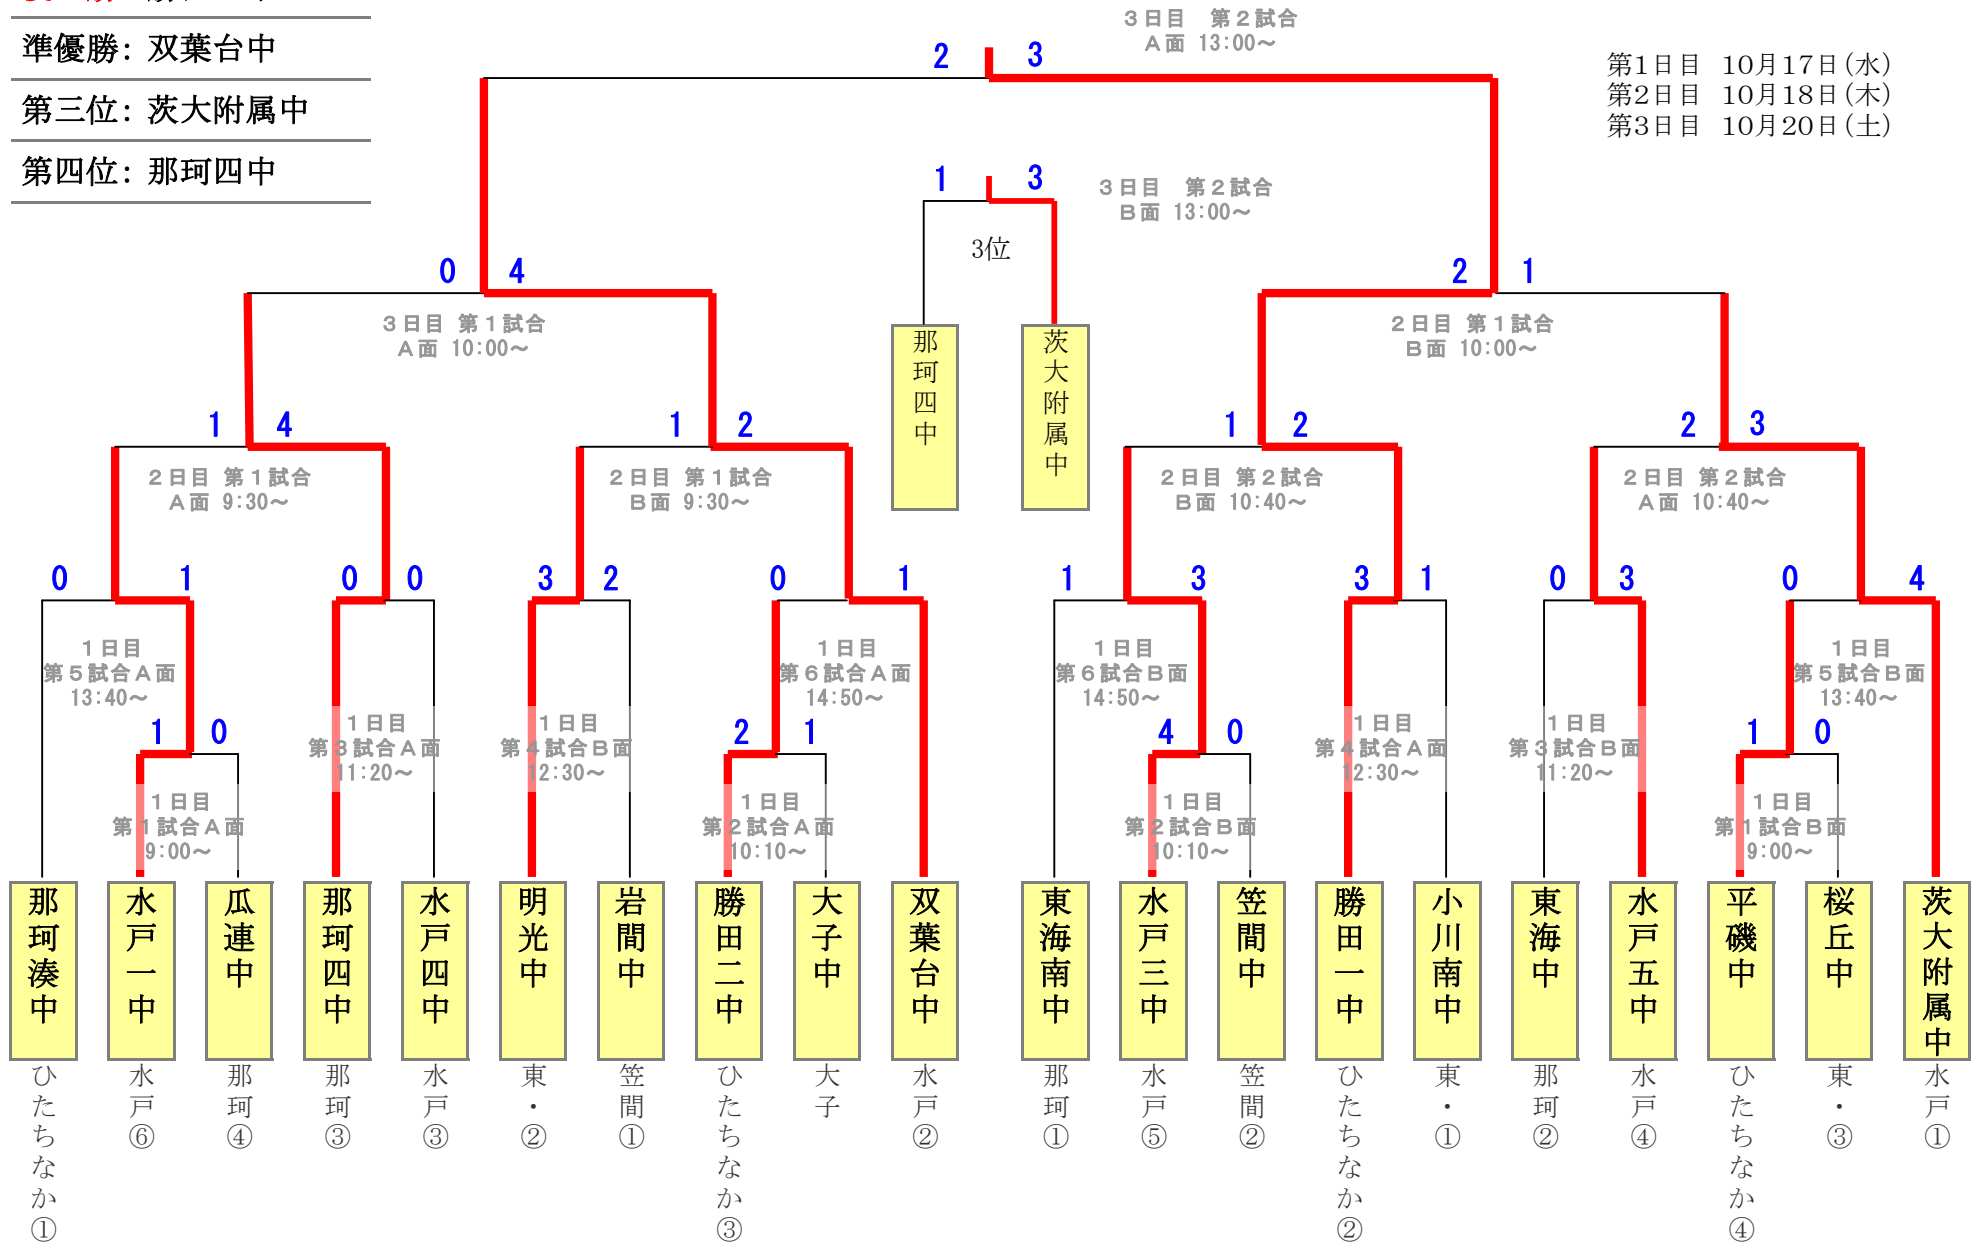 準優勝：双葉台中
第三位：茨大附属中
第四位：那珂四中
３日目　第２試合
Ａ面 13:00～
第1日目　10月17日（水）
第2日目　10月18日（木）
第3日目　10月20日（土）
2 3
1 3
３日目　第２試合
Ｂ面 13:00～
3位
那珂四中
茨大附属中
0 4
2 1
３日目 第１試合
Ａ面 10:00～
２日目 第１試合
Ｂ面 10:00～
1 4
1 2
1 2
2 3
２日目 第１試合
Ａ面 9:30～
２日目 第１試合
Ｂ面 9:30～
２日目 第２試合
Ｂ面 10:40～
２日目 第２試合
Ａ面 10:40～
0 1
0 0
3 2
0 1
1 3
3 1
0 3
0 4
１日目
第５試合Ａ面
13:40～
１日目
第６試合Ａ面
14:50～
１日目
第６試合Ｂ面
14:50～
１日目
第５試合Ｂ面
13:40～
１日目
第３試合Ａ面
11:20～
１日目
第４試合Ｂ面
12:30～
１日目
第４試合Ａ面
12:30～
１日目
第３試合Ｂ面
11:20～
1 0
2 1
4 0
1 0
１日目
第１試合Ａ面
9:00～
１日目
第２試合Ａ面
10:10～
１日目
第２試合Ｂ面
10:10～
１日目
第１試合Ｂ面
9:00～
那珂湊中
水戸一中
瓜連中
那珂四中
水戸四中
明光中
岩間中
勝田二中
大子中
双葉台中
東海南中
水戸三中
笠間中
勝田一中
小川南中
東海中
水戸五中
平磯中
桜丘中
茨大附属中
ひたちなか①
水戸⑥
那珂④
那珂③
水戸③
東・②
笠間①
ひたちなか③
大子
水戸②
那珂①
水戸⑤
笠間②
ひたちなか②
東・①
那珂②
水戸④
ひたちなか④
東・③
水戸①